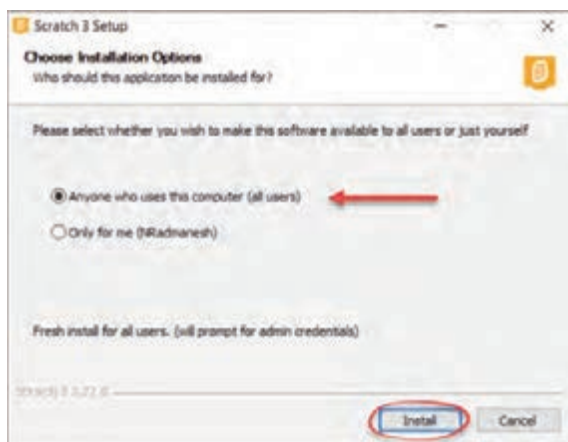 Scratch 3 Setup
Choose Installation Options
Who should this application be installed for?
Please select whether you wish to make this software available to all users or just yourself
Anyone who uses this computer (all users)
Only for me (NRadmanesh)
Fresh install for all users. (will prompt for admin credentials)
Install
Cancel